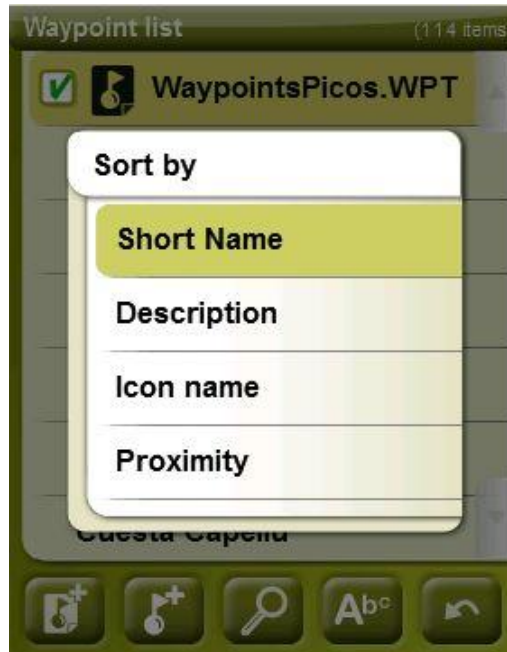 Waypoint list (114 items
WaypointsPicos.WPT
Sort by
Short Name
Description
Icon name
Proximity
Cuesta Capellu
Abc